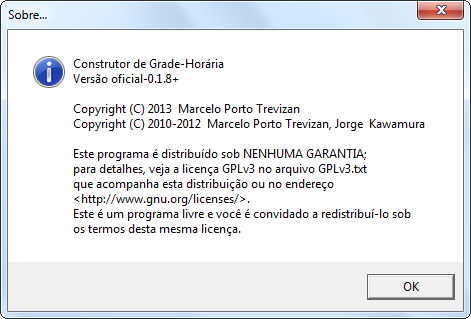 Sobre...
Construtor de Grade-Horária
Versão oficial-0.1.8+
Copyright (C) 2013  Marcelo Porto Trevizan
Copyright (C) 2010-2012  Marcelo Porto Trevizan, Jorge  Kawamura
Este programa é distribuído sob NENHUMA GARANTIA;
para detalhes, veja a licença GPLv3 no arquivo GPLv3.txt
que acompanha esta distribuição ou no endereço
<http://www.gnu.org/licenses/>.
Este é um programa livre e você é convidado a redistribuí-lo sob
os termos desta mesma licença.
OK